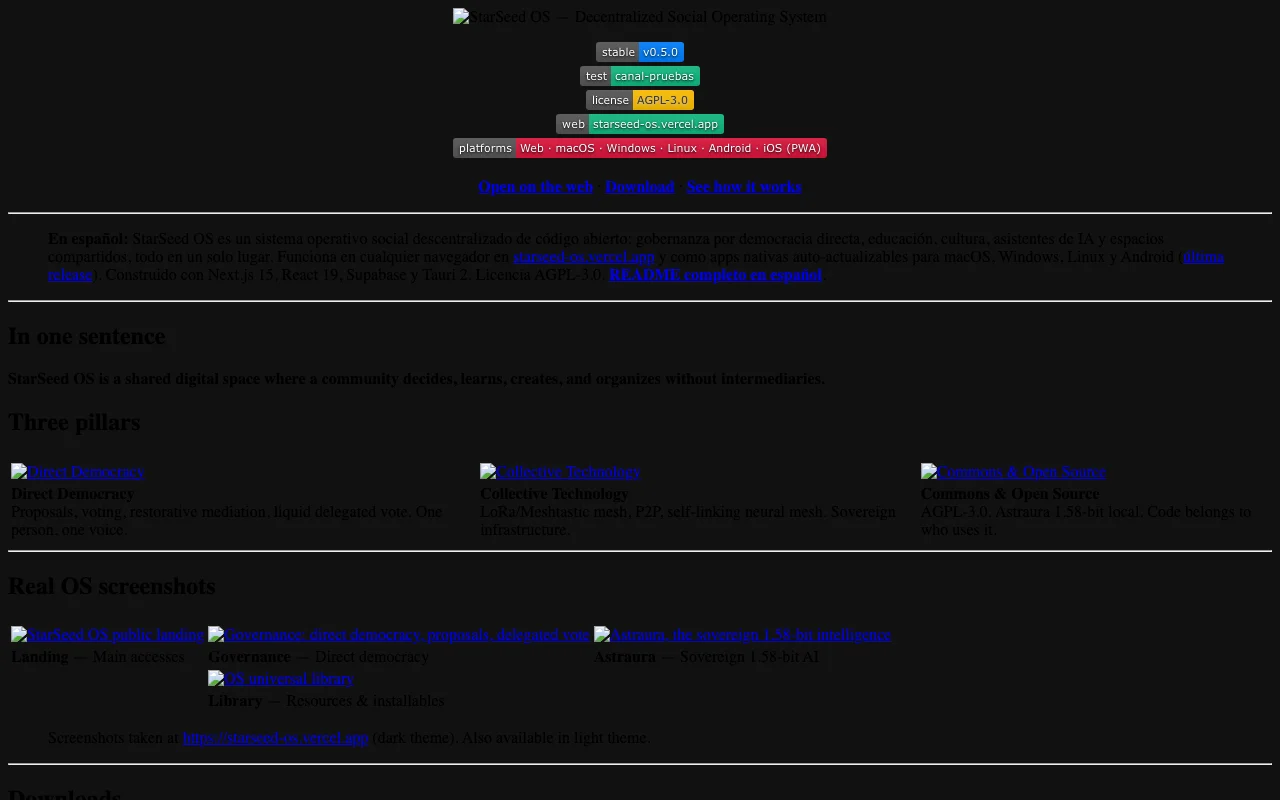 StarSeed OS — Decentralized Social Operating System
stable v0.5.0
test canal-pruebas
license AGPL-3.0
web starseed-os.vercel.app
platforms Web · macOS · Windows · Linux · Android · iOS (PWA)
Open on the web · Download · See how it works
En español: StarSeed OS es un sistema operativo social descentralizado de código abierto: gobernanza por democracia directa, educación, cultura, asistentes de IA y espacios
compartidos, todo en un solo lugar. Funciona en cualquier navegador en starseed-os.vercel.app y como apps nativas auto-actualizables para macOS, Windows, Linux y Android (última
release). Construido con Next.js 15, React 19, Supabase y Tauri 2. Licencia AGPL-3.0. README completo en español.
In one sentence
StarSeed OS is a shared digital space where a community decides, learns, creates, and organizes without intermediaries.
Three pillars
Direct Democracy
Direct Democracy
Proposals, voting, restorative mediation, liquid delegated vote. One
person, one voice.
Collective Technology
Collective Technology
LoRa/Meshtastic mesh, P2P, self-linking neural mesh. Sovereign
infrastructure.
Commons & Open Source
Commons & Open Source
AGPL-3.0. Astraura 1.58-bit local. Code belongs to
who uses it.
Real OS screenshots
StarSeed OS public landing
Landing — Main accesses
Governance: direct democracy, proposals, delegated vote
Governance — Direct democracy
Astraura, the sovereign 1.58-bit intelligence
Astraura — Sovereign 1.58-bit AI
OS universal library
Library — Resources & installables
Screenshots taken at https://starseed-os.vercel.app (dark theme). Also available in light theme.
Downloads